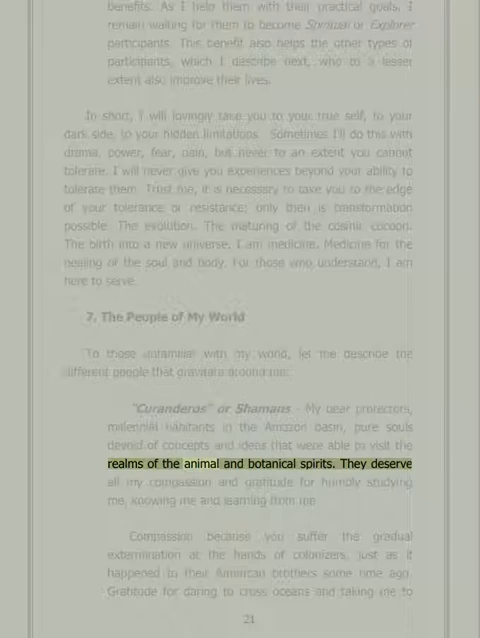 benefits. As I help them with their practical goals, I
remain waiting for them to become Spiritual or Explorer
participants. This benefit also helps the other types of
participants, which I describe next, who to a lesser
extent also improve their lives.
In short, I will lovingly take you to your true self, to your
dark side, to your hidden limitations. Sometimes I'll do this with
drama, power, fear, pain, but never to an extent you cannot
tolerate. I will never give you experiences beyond your ability to
tolerate them. Trust me, it is necessary to take you to the edge
of your tolerance or resistance; only then is transformation
possible. The evolution. The maturing of the cosmic cocoon.
The birth into a new universe. I am medicine. Medicine for the
healing of the soul and body. For those who understand, I am
here to serve.
7. The People of My World
To those unfamiliar with my world, let me describe the
different people that gravitate around me:
"Curanderos" or Shamans - My dear protectors,
millennial habitants in the Amazon basin, pure souls
devoid of concepts and ideas that were able to visit the
realms of the animal and botanical spirits. They deserve
all my compassion and gratitude for humbly studying
me, knowing me and learning from me.
Compassion because you suffer the gradual
extermination at the hands of colonizers, just as it
happened to their American brothers some time ago.
Gratitude for daring to cross oceans and taking me to
21